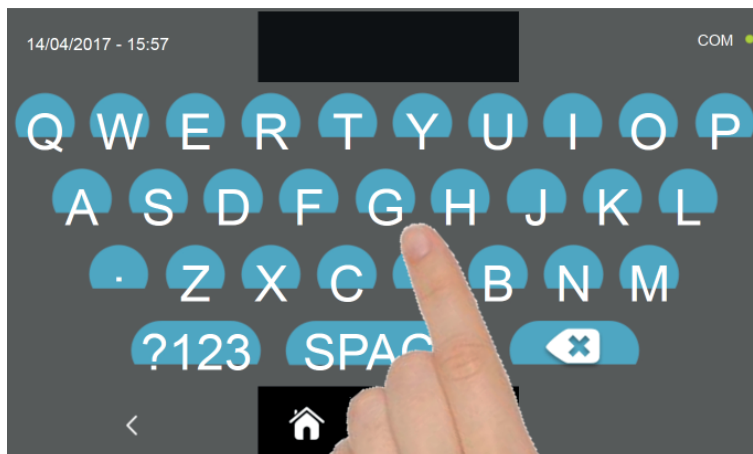 14/04/2017 - 15:57 COM
Q W E R T Y U I O P
A S D F G H J K L
. Z X C B N M
?123